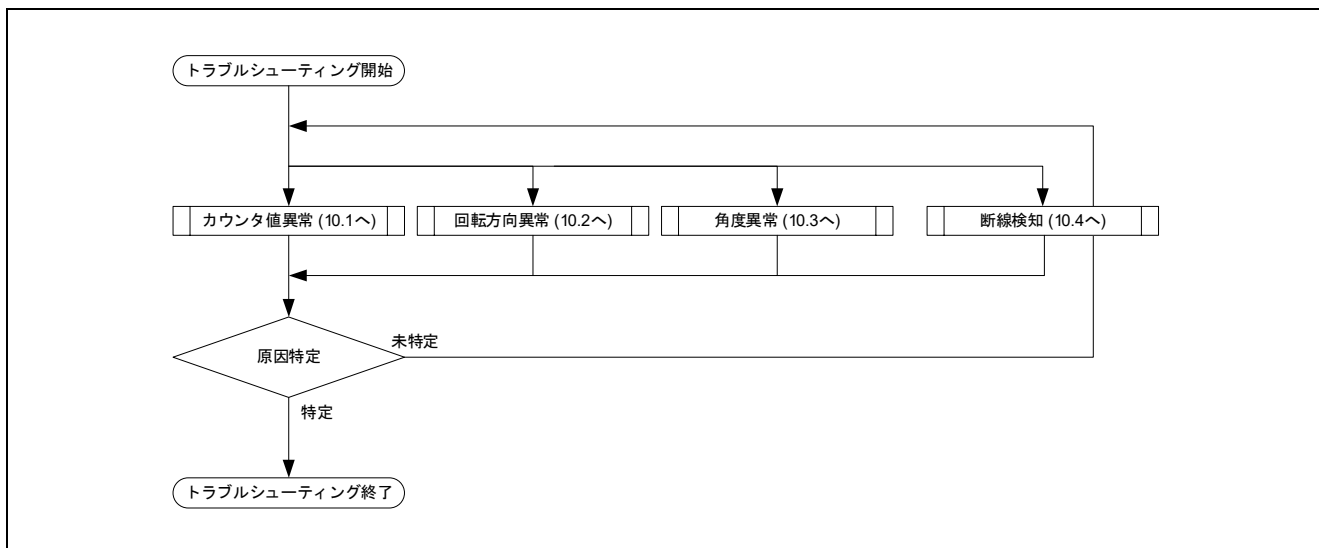 トラブルシューティング開始
カウンタ値異常 (10.1へ)
回転方向異常 (10.2へ)
角度異常 (10.3へ)
断線検知 (10.4へ)
原因特定
未特定
特定
トラブルシューティング終了